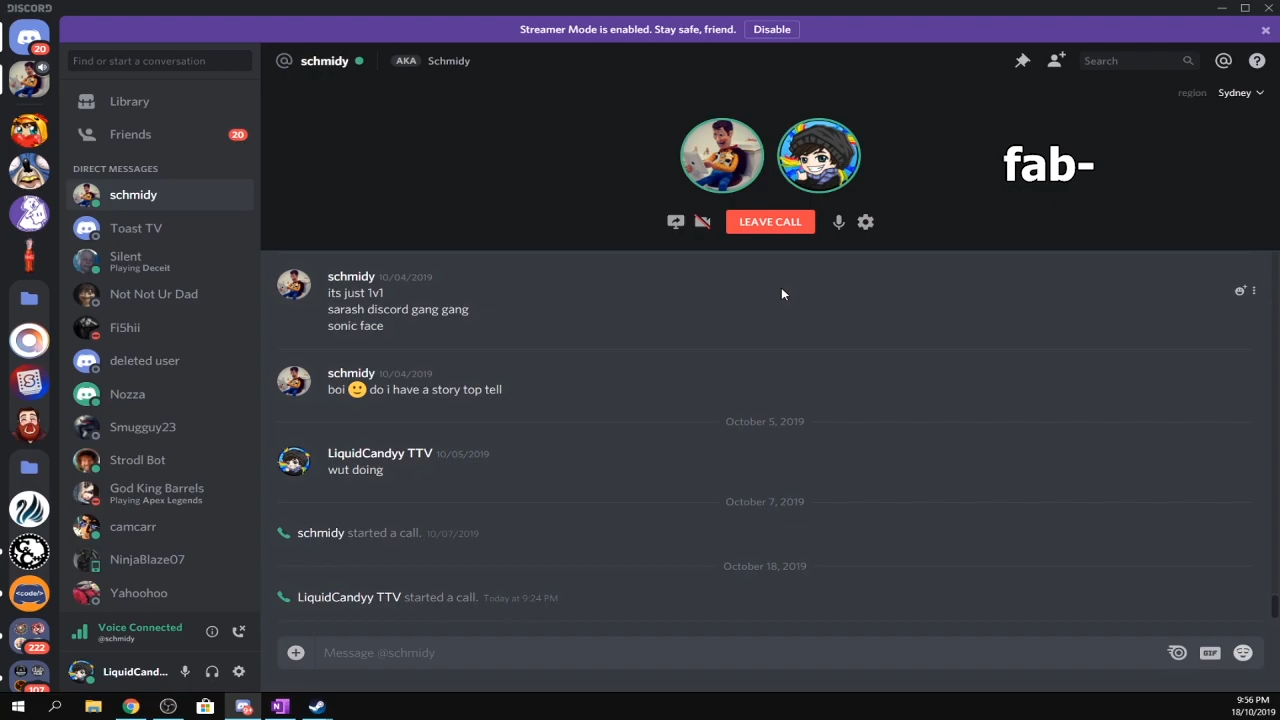 DISCORD
Streamer Mode is enabled. Stay safe, friend. Disable
20
Find or start a conversation
@ schmidy AKA Schmidy
Search
region Sydney
Library
Friends 20
fab-
DIRECT MESSAGES
schmidy
Toast TV
Silent
Playing Deceit
Not Not Ur Dad
Fi5hii
deleted user
Nozza
Smugguy23
Strodl Bot
God King Barrels
Playing Apex Legends
camcarr
NinjaBlaze07
Yahoohoo
LEAVE CALL
schmidy 10/04/2019
its just 1v1
sarash discord gang gang
sonic face
schmidy 10/04/2019
boi 🙂 do i have a story top tell
October 5, 2019
LiquidCandyy TTV 10/05/2019
wut doing
October 7, 2019
schmidy started a call. 10/07/2019
October 18, 2019
LiquidCandyy TTV started a call. Today at 9:24 PM
<code/>
222
107
Voice Connected
@schmidy
LiquidCand...
Message @schmidy
GIF
9+
N
9:56 PM
18/10/2019